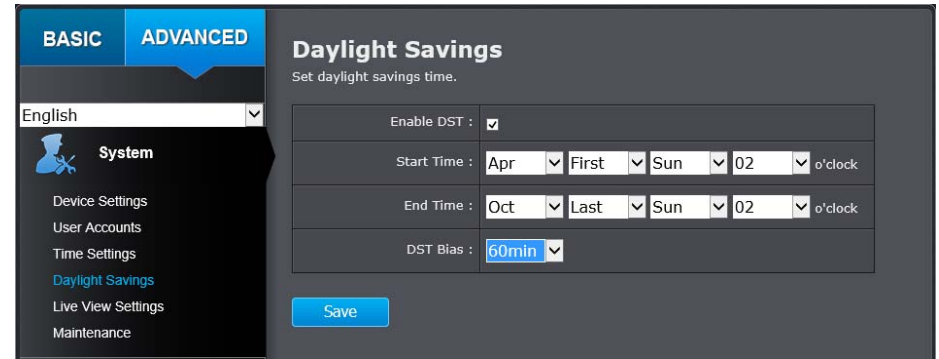 BASIC ADVANCED
English
System
Device Settings
User Accounts
Time Settings
Daylight Savings
Live View Settings
Maintenance
Daylight Savings
Set daylight savings time.
Enable DST :
Start Time : Apr First Sun 02 o'clock
End Time : Oct Last Sun 02 o'clock
DST Bias : 60min
Save